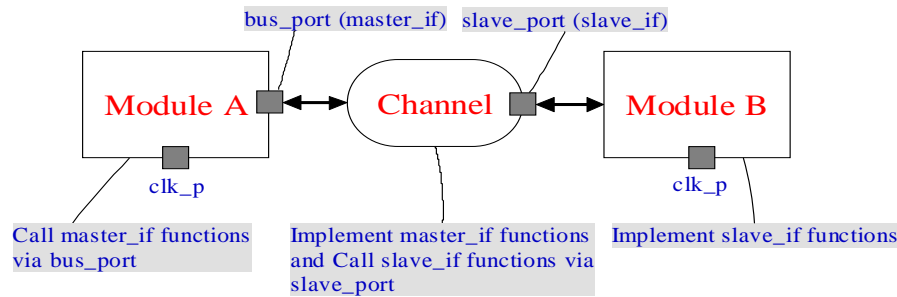 bus_port (master_if)
slave_port (slave_if)
Module A
Channel
Module B
clk_p
clk_p
Call master_if functions
via bus_port
Implement master_if functions
and Call slave_if functions via
slave_port
Implement slave_if functions